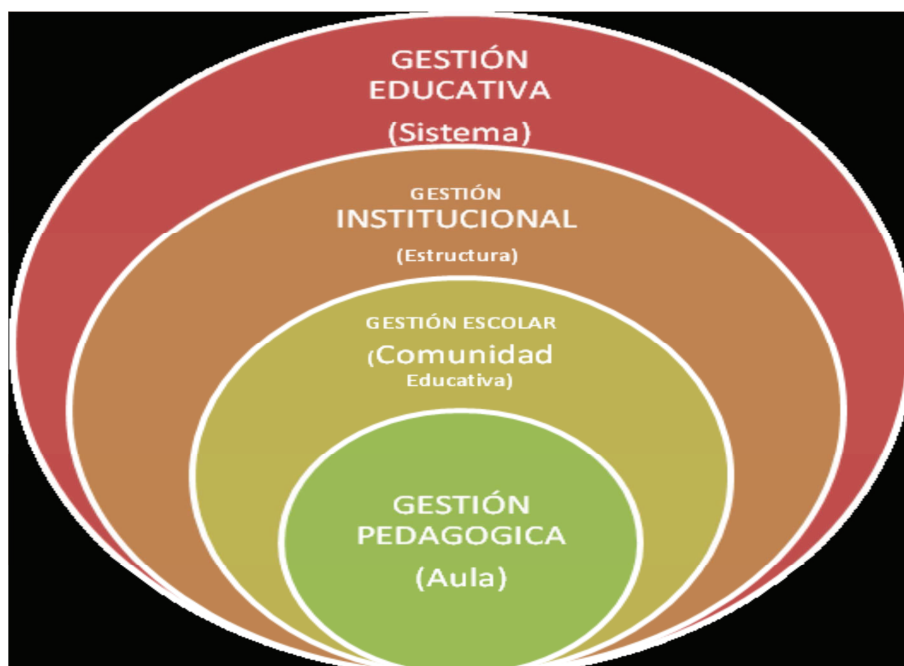 GESTIÓN
EDUCATIVA
(Sistema)
GESTIÓN
INSTITUCIONAL
(Estructura)
GESTIÓN ESCOLAR
(Comunidad
Educativa)
GESTIÓN
PEDAGOGICA
(Aula)